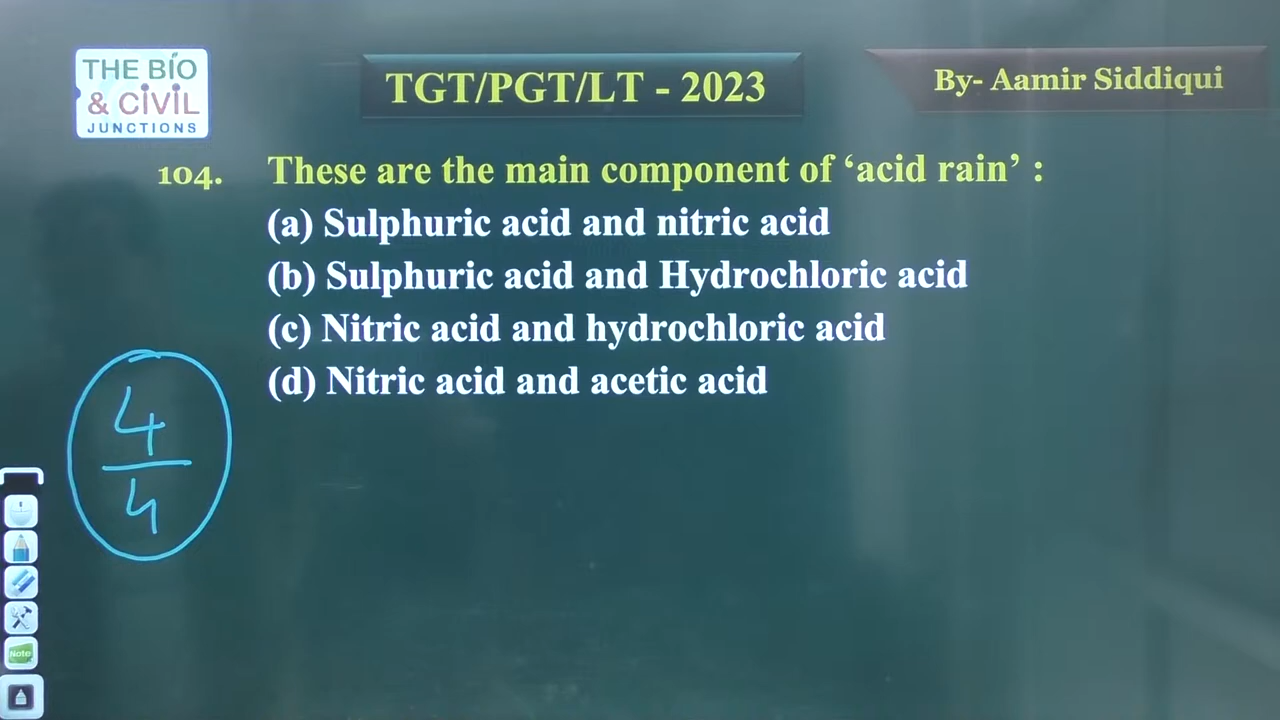 THE BIO
& CIVIL
JUNCTIONS
TGT/PGT/LT - 2023
By- Aamir Siddiqui
104. These are the main component of ‘acid rain’ :
(a) Sulphuric acid and nitric acid
(b) Sulphuric acid and Hydrochloric acid
(c) Nitric acid and hydrochloric acid
(d) Nitric acid and acetic acid
4
4
Note